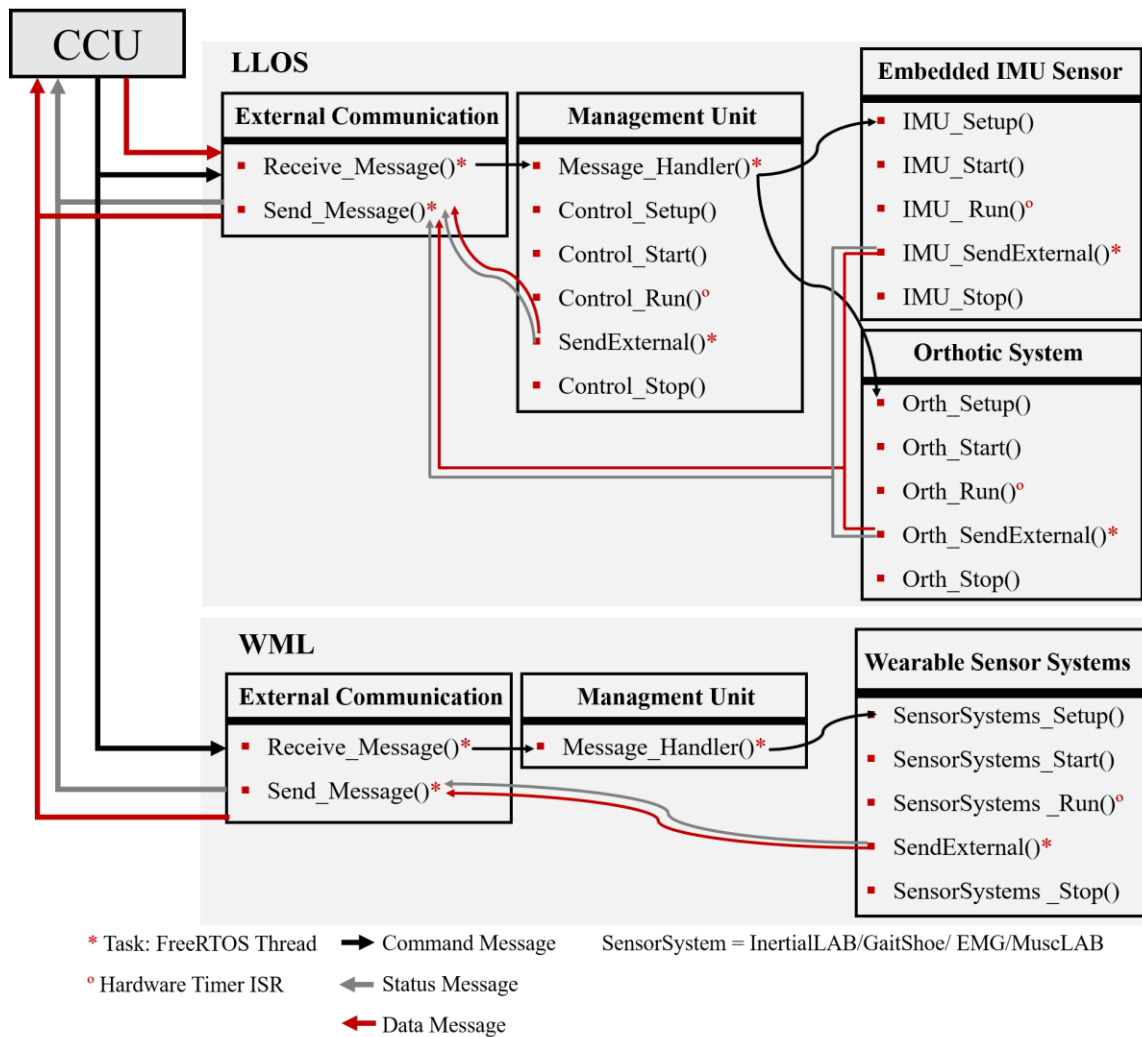 CCU
LLOS
External Communication
Receive_Message()*
Send_Message()*
Management Unit
Message_Handler()*
Control_Setup()
Control_Start()
Control_Run()º
SendExternal()*
Control_Stop()
Embedded IMU Sensor
IMU_Setup()
IMU_Start()
IMU_ Run()º
IMU_SendExternal()*
IMU_Stop()
Orthotic System
Orth_Setup()
Orth_Start()
Orth_Run()º
Orth_SendExternal()*
Orth_Stop()
WML
External Communication
Receive_Message()*
Send_Message()*
Managment Unit
Message_Handler()*
Wearable Sensor Systems
SensorSystems_Setup()
SensorSystems_Start()
SensorSystems _Run()º
SendExternal()*
SensorSystems _Stop()
* Task: FreeRTOS Thread
Command Message
SensorSystem = InertialLAB/GaitShoe/ EMG/MuscLAB
º Hardware Timer ISR
Status Message
Data Message